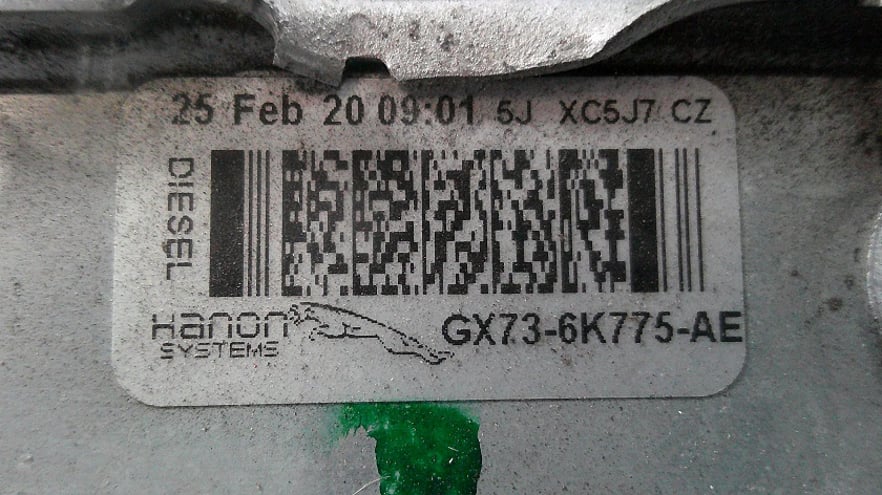 25 Feb 20 09:01 5J XC5J7 CZ
DIESEL
Hanon
SYSTEMS
GX73-6K775-AE